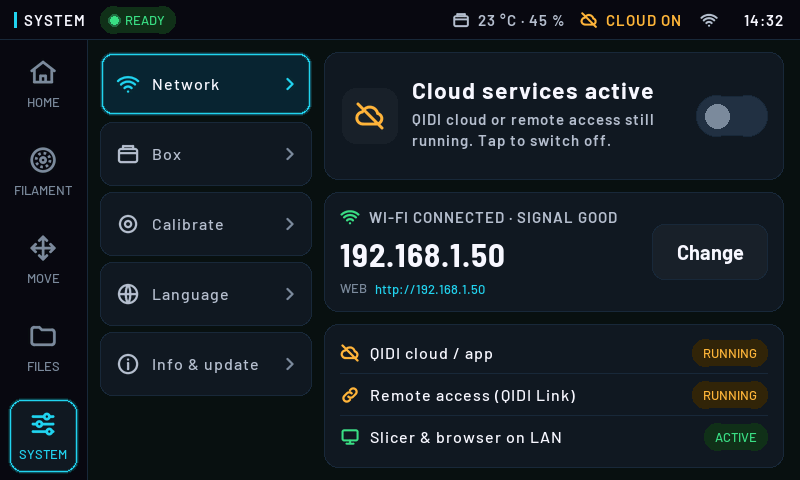 SYSTEM
READY
23 °C · 45 %
CLOUD ON
14:32
HOME
FILAMENT
MOVE
FILES
SYSTEM
Network
Box
Calibrate
Language
Info & update
Cloud services active
QIDI cloud or remote access still
running. Tap to switch off.
WI-FI CONNECTED · SIGNAL GOOD
192.168.1.50
WEB http://192.168.1.50
Change
QIDI cloud / app
RUNNING
Remote access (QIDI Link)
RUNNING
Slicer & browser on LAN
ACTIVE